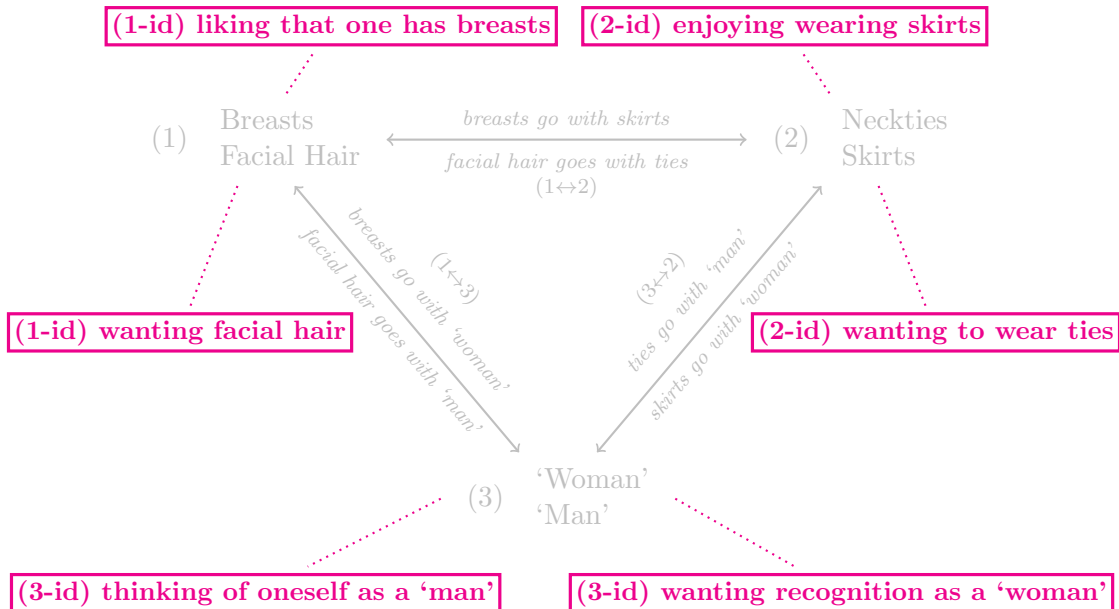 (1-id) liking that one has breasts
(2-id) enjoying wearing skirts
(1)
Breasts
Facial Hair
breasts go with skirts
facial hair goes with ties
(1↔2)
(2)
Neckties
Skirts
breasts go with ‘woman’
facial hair goes with ‘man’
(1↔3)
(3↔2)
ties go with ‘man’
skirts go with ‘woman’
(1-id) wanting facial hair
(2-id) wanting to wear ties
(3)
‘Woman’
‘Man’
(3-id) thinking of oneself as a ‘man’
(3-id) wanting recognition as a ‘woman’